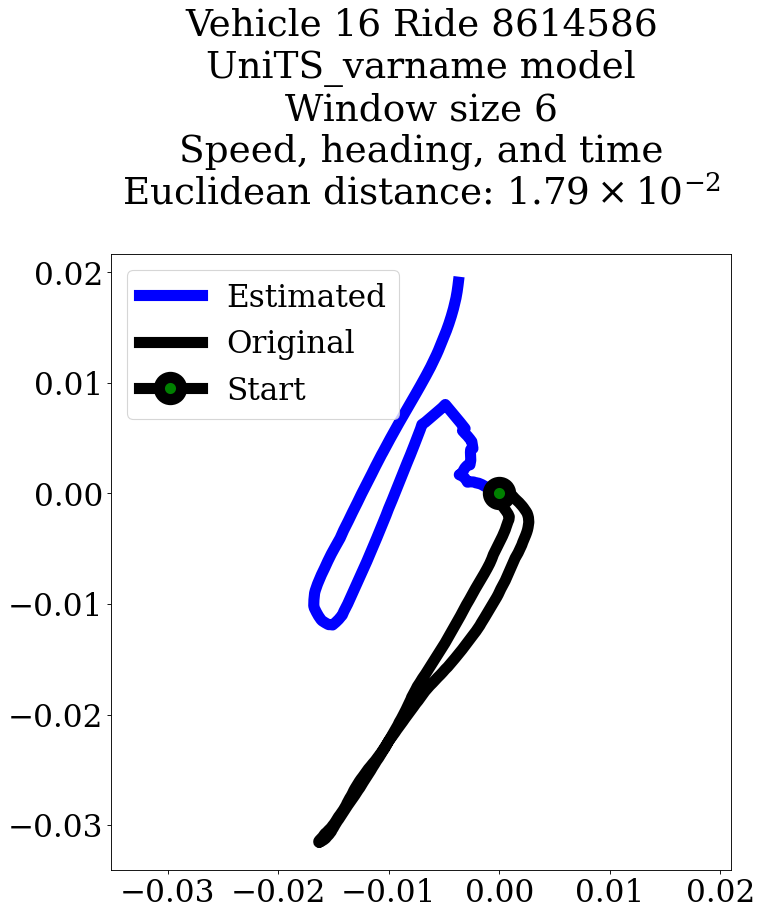 Vehicle 16 Ride 8614586
UniTS_varname model
Window size 6
Speed, heading, and time
Euclidean distance: 1.79 × 10⁻²
Estimated
Original
Start
0.02
0.01
0.00
−0.01
−0.02
−0.03
−0.03 −0.02 −0.01 0.00 0.01 0.02